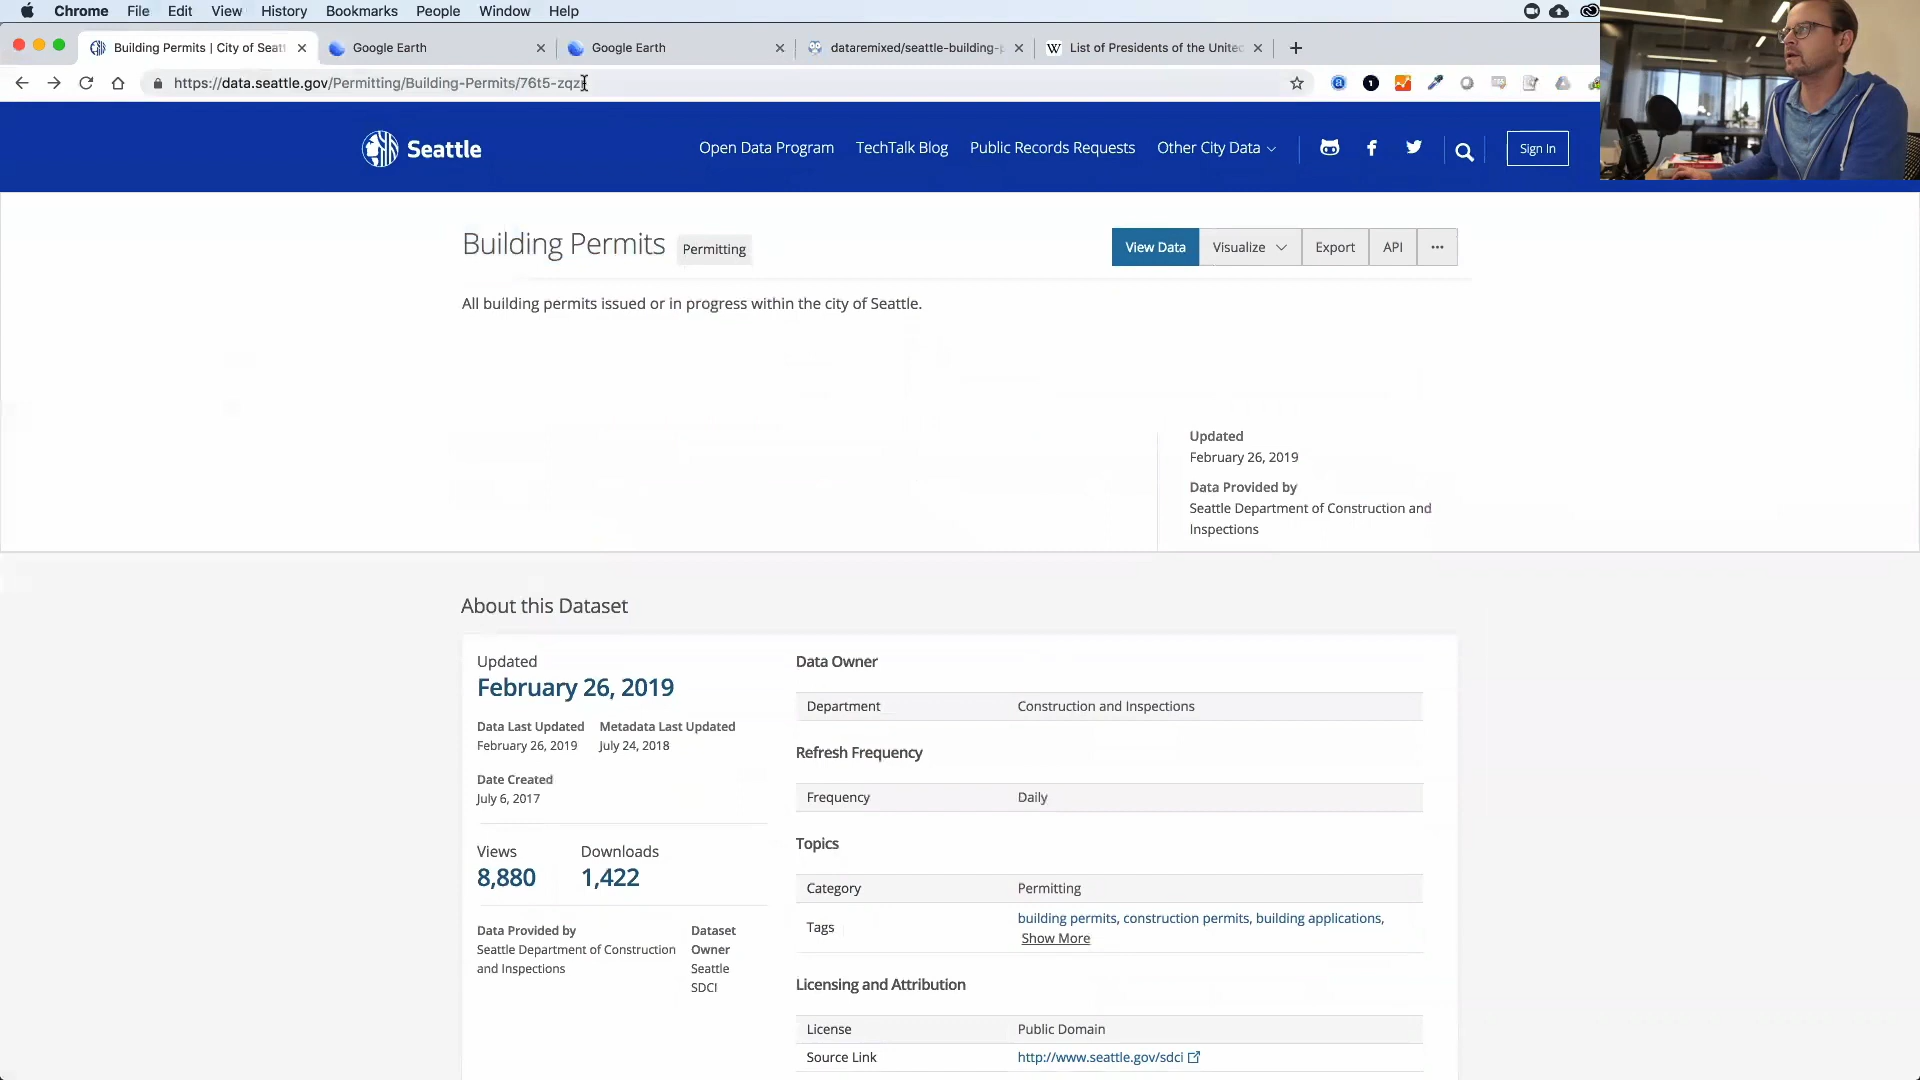 Chrome File Edit View History Bookmarks People Window Help
Building Permits | City of Seatt
Google Earth
Google Earth
dataremixed/seattle-building-p
List of Presidents of the United
https://data.seattle.gov/Permitting/Building-Permits/76t5-zqzr
Seattle
Open Data Program
TechTalk Blog
Public Records Requests
Other City Data
Sign In
Building Permits
Permitting
View Data
Visualize
Export
API
All building permits issued or in progress within the city of Seattle.
Updated
February 26, 2019
Data Provided by
Seattle Department of Construction and
Inspections
About this Dataset
Updated
February 26, 2019
Data Last Updated
February 26, 2019
Metadata Last Updated
July 24, 2018
Date Created
July 6, 2017
Views
8,880
Downloads
1,422
Data Provided by
Seattle Department of Construction
and Inspections
Dataset
Owner
Seattle
SDCI
Data Owner
Department Construction and Inspections
Refresh Frequency
Frequency Daily
Topics
Category Permitting
Tags building permits, construction permits, building applications,
Show More
Licensing and Attribution
License Public Domain
Source Link http://www.seattle.gov/sdci